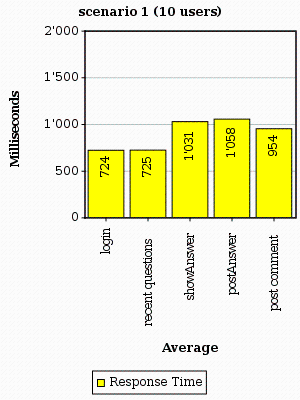 scenario 1 (10 users)
Milliseconds
2'000
1'500
1'000
500
0
724
725
1'031
1'058
954
login
recent questions
showAnswer
postAnswer
post comment
Average
Response Time